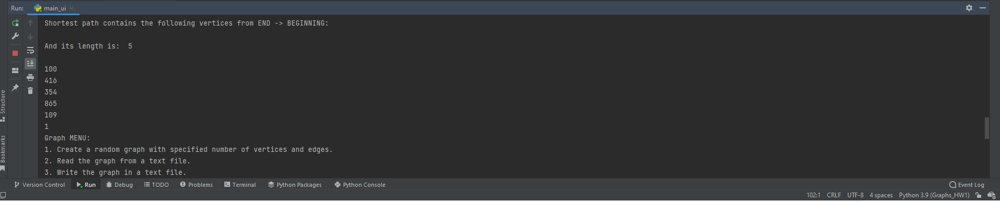 Run: main_ui
Shortest path contains the following vertices from END -> BEGINNING:
And its length is:  5
100
416
354
865
109
1
Graph MENU:
1. Create a random graph with specified number of vertices and edges.
2. Read the graph from a text file.
3. Write the graph in a text file.
Structure
Bookmarks
Version Control Run Debug TODO Problems Terminal Python Packages Python Console Event Log
102:1 CRLF UTF-8 4 spaces Python 3.9 (Graphs_HW1)